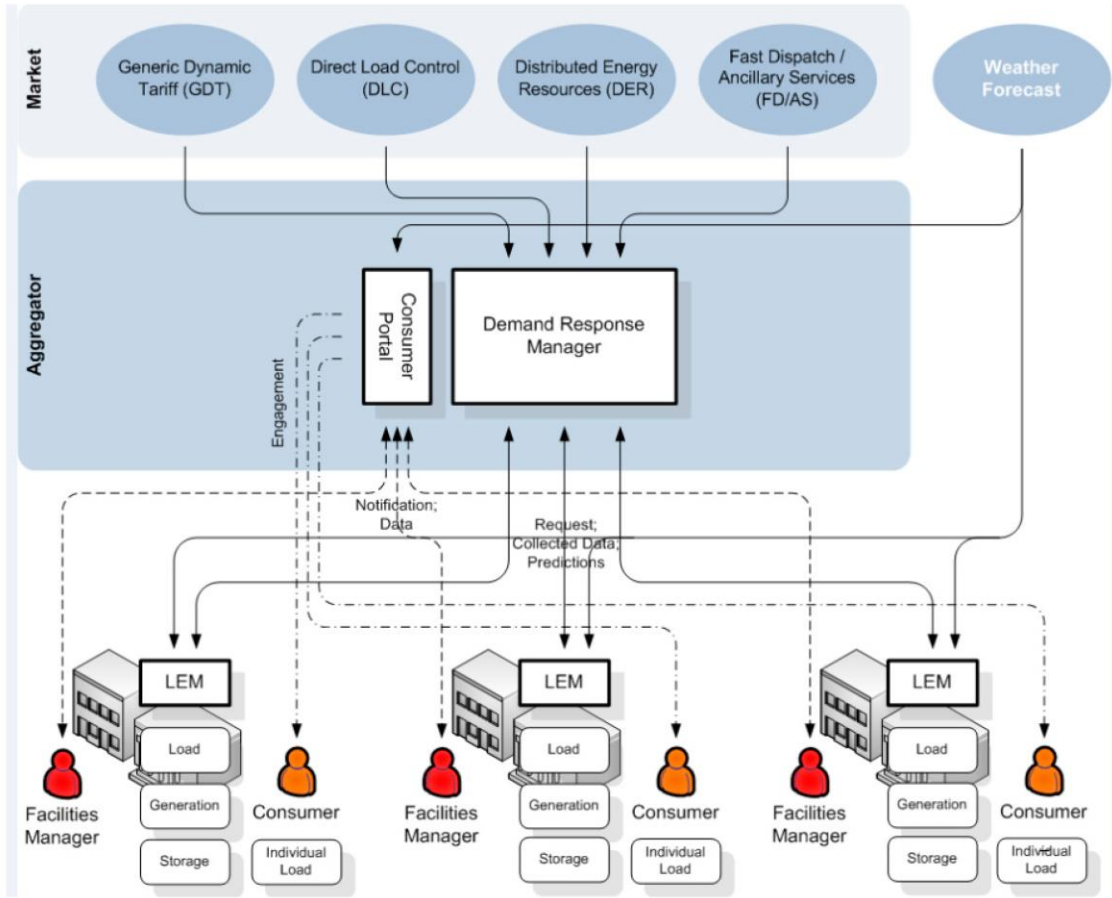 Market
Generic Dynamic
Tariff (GDT)
Direct Load Control
(DLC)
Distributed Energy
Resources (DER)
Fast Dispatch /
Ancillary Services
(FD/AS)
Weather
Forecast
Aggregator
Consumer
Portal
Demand Response
Manager
Engagement
Notification;
Data
Request;
Collected Data;
Predictions
LEM
Load
Generation
Storage
Facilities
Manager
Consumer
Individual
Load
LEM
Load
Generation
Storage
Facilities
Manager
Consumer
Individual
Load
LEM
Load
Generation
Storage
Facilities
Manager
Consumer
Individual
Load